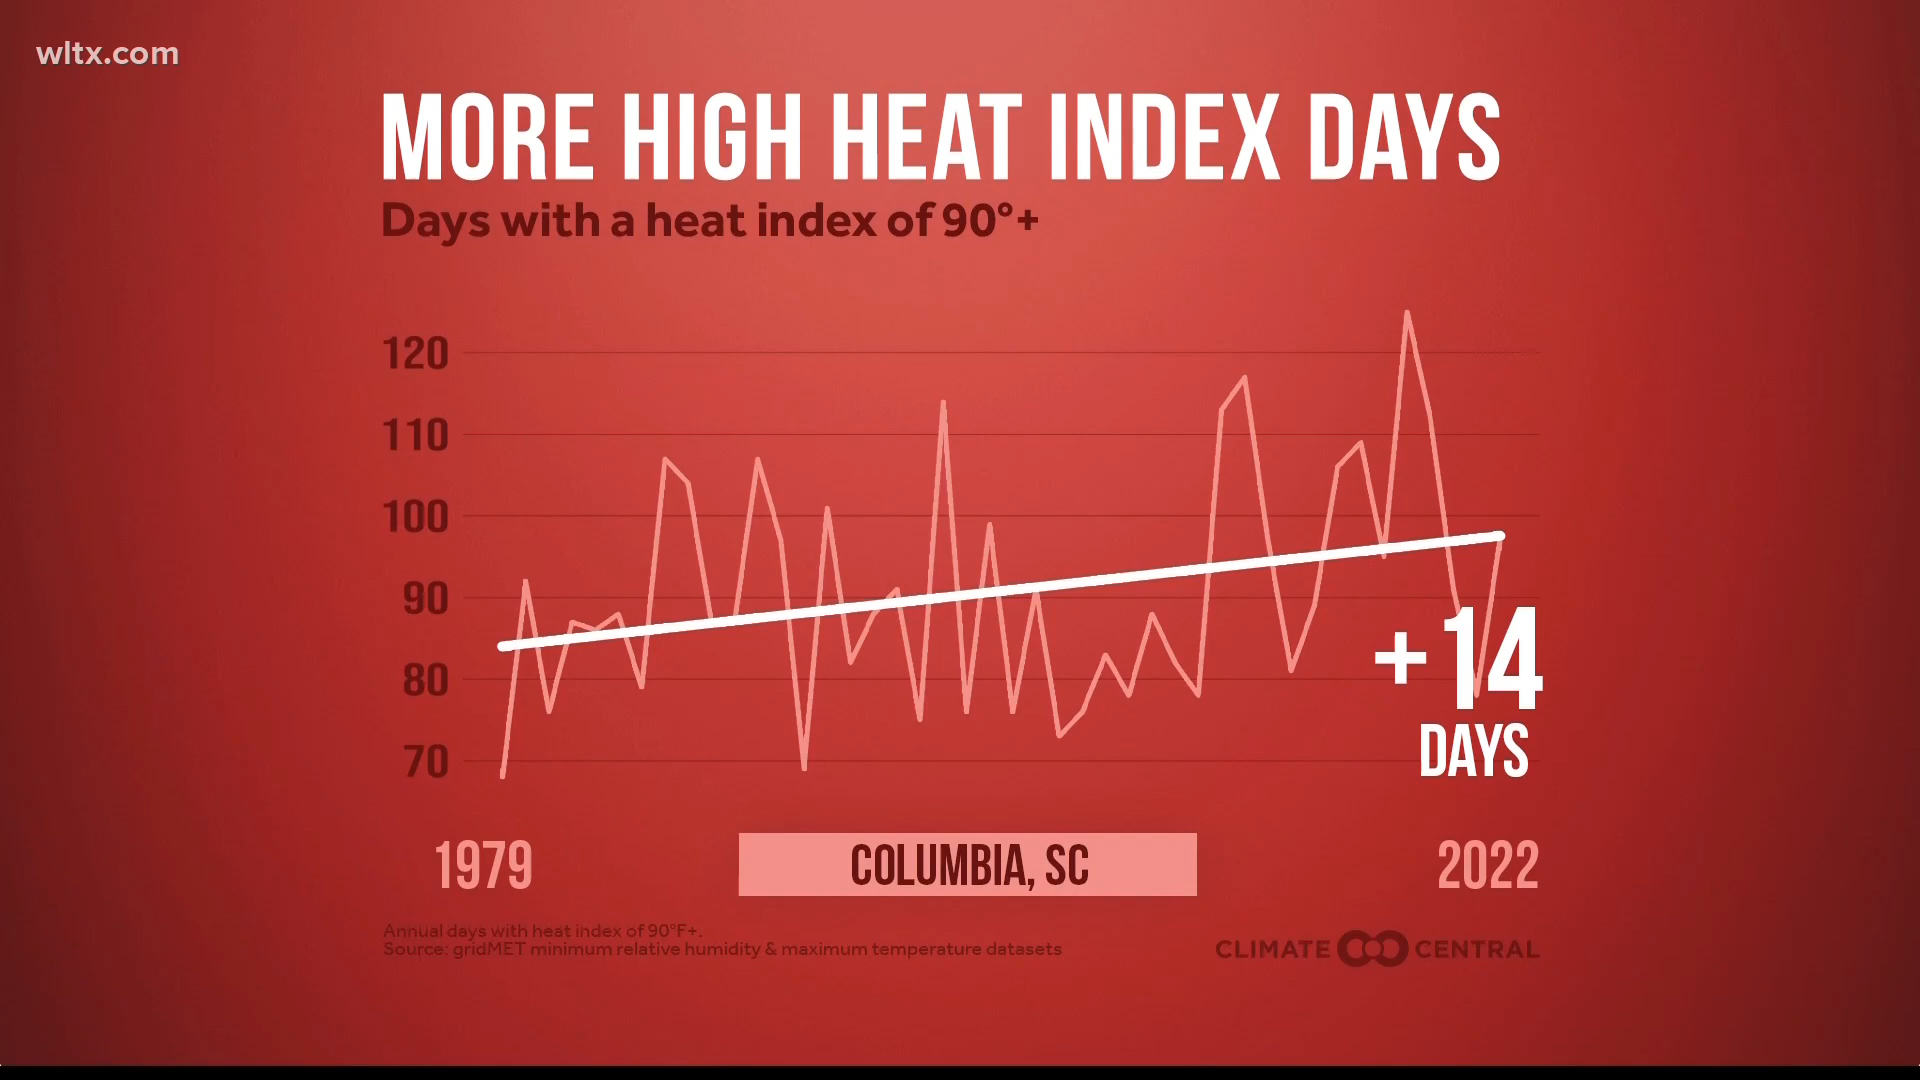 wltx.com
MORE HIGH HEAT INDEX DAYS
Days with a heat index of 90°+
120
110
100
90
80
70
+14
DAYS
1979
COLUMBIA, SC
2022
Annual days with heat index of 90°F+.
Source: gridMET minimum relative humidity & maximum temperature datasets
CLIMATE CENTRAL